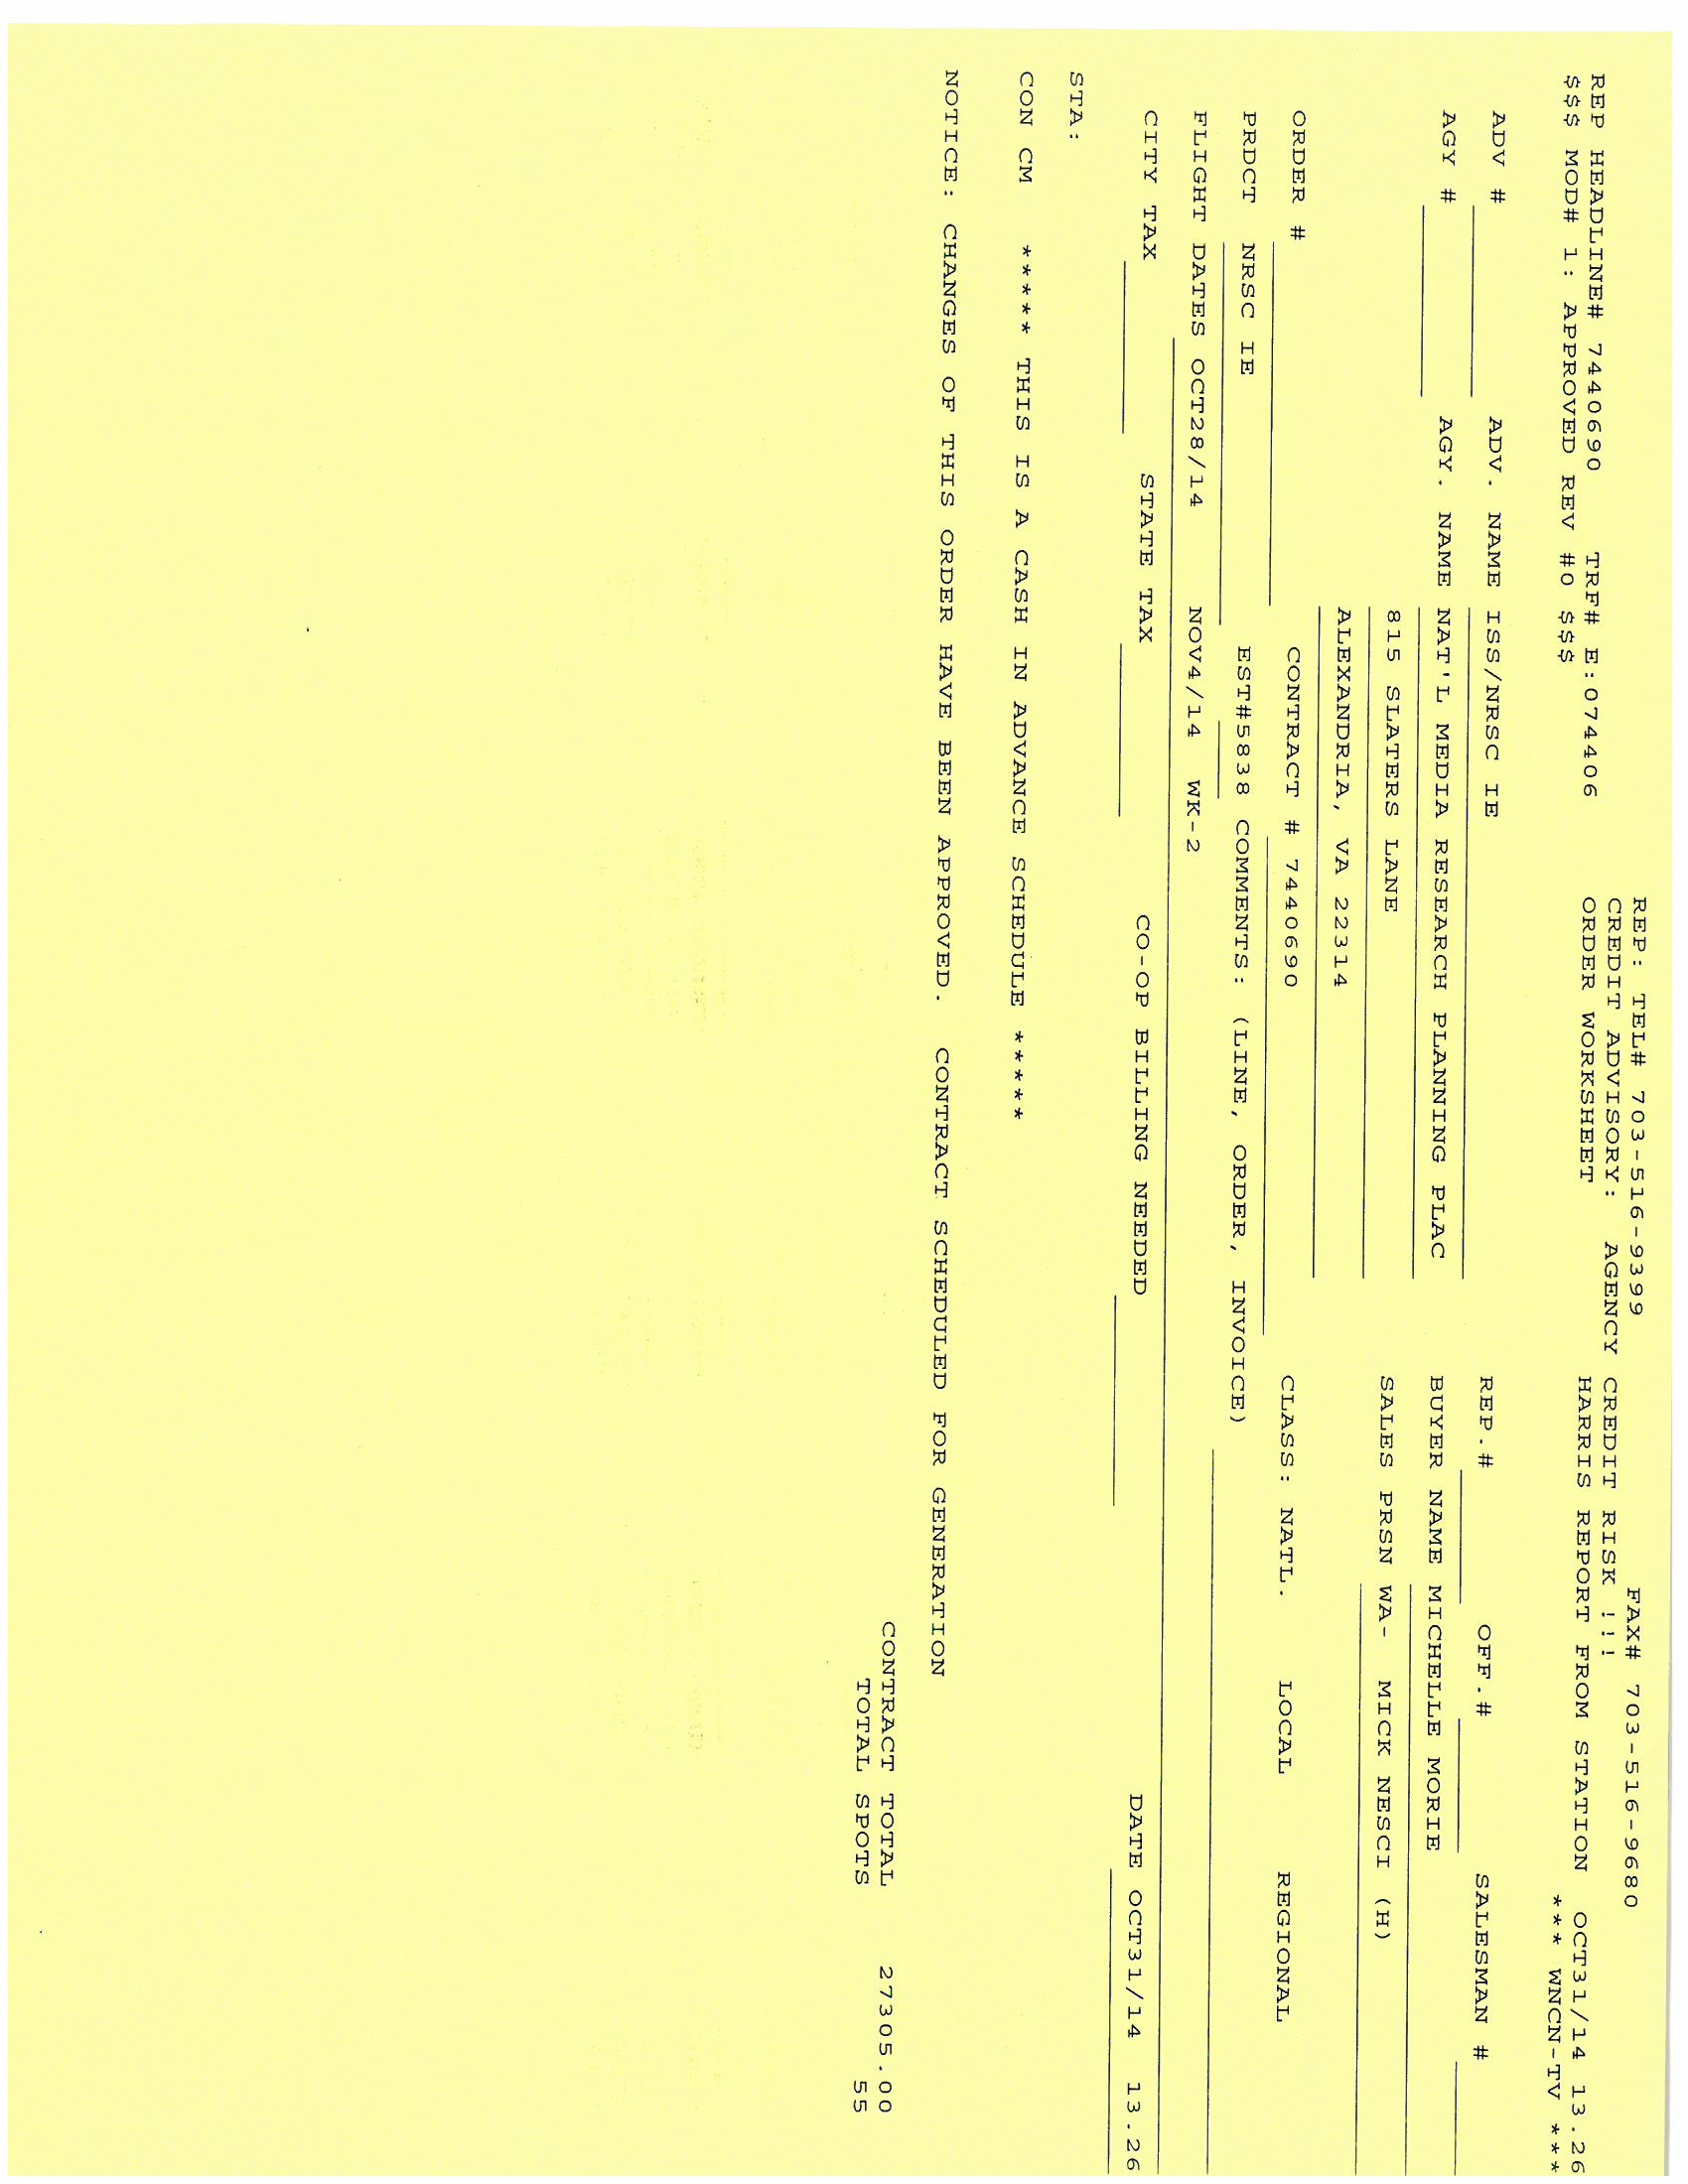 REP: TEL# 703-516-9399 FAX# 703-516-9680
CREDIT ADVISORY: AGENCY CREDIT RISK !!!
REP HEADLINE# 7440690 TRF# E:074406 ORDER WORKSHEET HARRIS REPORT FROM STATION OCT31/14 13.26
$$$ MOD# 1: APPROVED REV #0 $$$ *** WNCN-TV ***
ADV # ADV. NAME ISS/NRSC IE REP.# OFF.# SALESMAN #
AGY # AGY. NAME NAT'L MEDIA RESEARCH PLANNING PLAC BUYER NAME MICHELLE MORIE
815 SLATERS LANE SALES PRSN WA- MICK NESCI (H)
ALEXANDRIA, VA 22314
ORDER # CONTRACT # 7440690 CLASS: NATL. LOCAL REGIONAL
PRDCT NRSC IE EST#5838 COMMENTS: (LINE, ORDER, INVOICE)
FLIGHT DATES OCT28/14 NOV4/14 WK-2
CITY TAX STATE TAX CO-OP BILLING NEEDED DATE OCT31/14 13.26
STA:
CON CM ***** THIS IS A CASH IN ADVANCE SCHEDULE *****
NOTICE: CHANGES OF THIS ORDER HAVE BEEN APPROVED. CONTRACT SCHEDULED FOR GENERATION
CONTRACT TOTAL 27305.00
TOTAL SPOTS 55